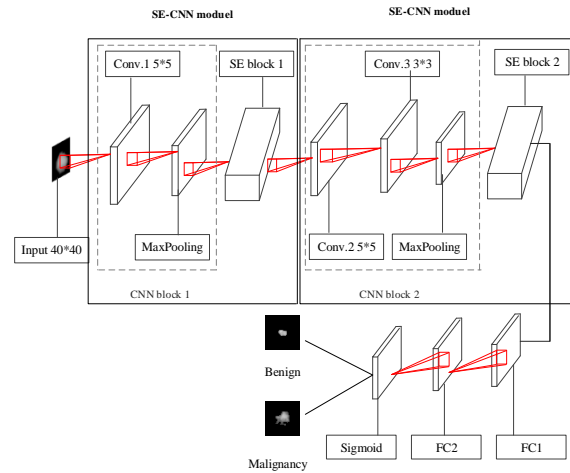 SE-CNN moduel
SE-CNN moduel
Conv.1 5*5
SE block 1
Conv.3 3*3
SE block 2
Input 40*40
MaxPooling
Conv.2 5*5
MaxPooling
CNN block 1
CNN block 2
Benign
Malignancy
Sigmoid
FC2
FC1